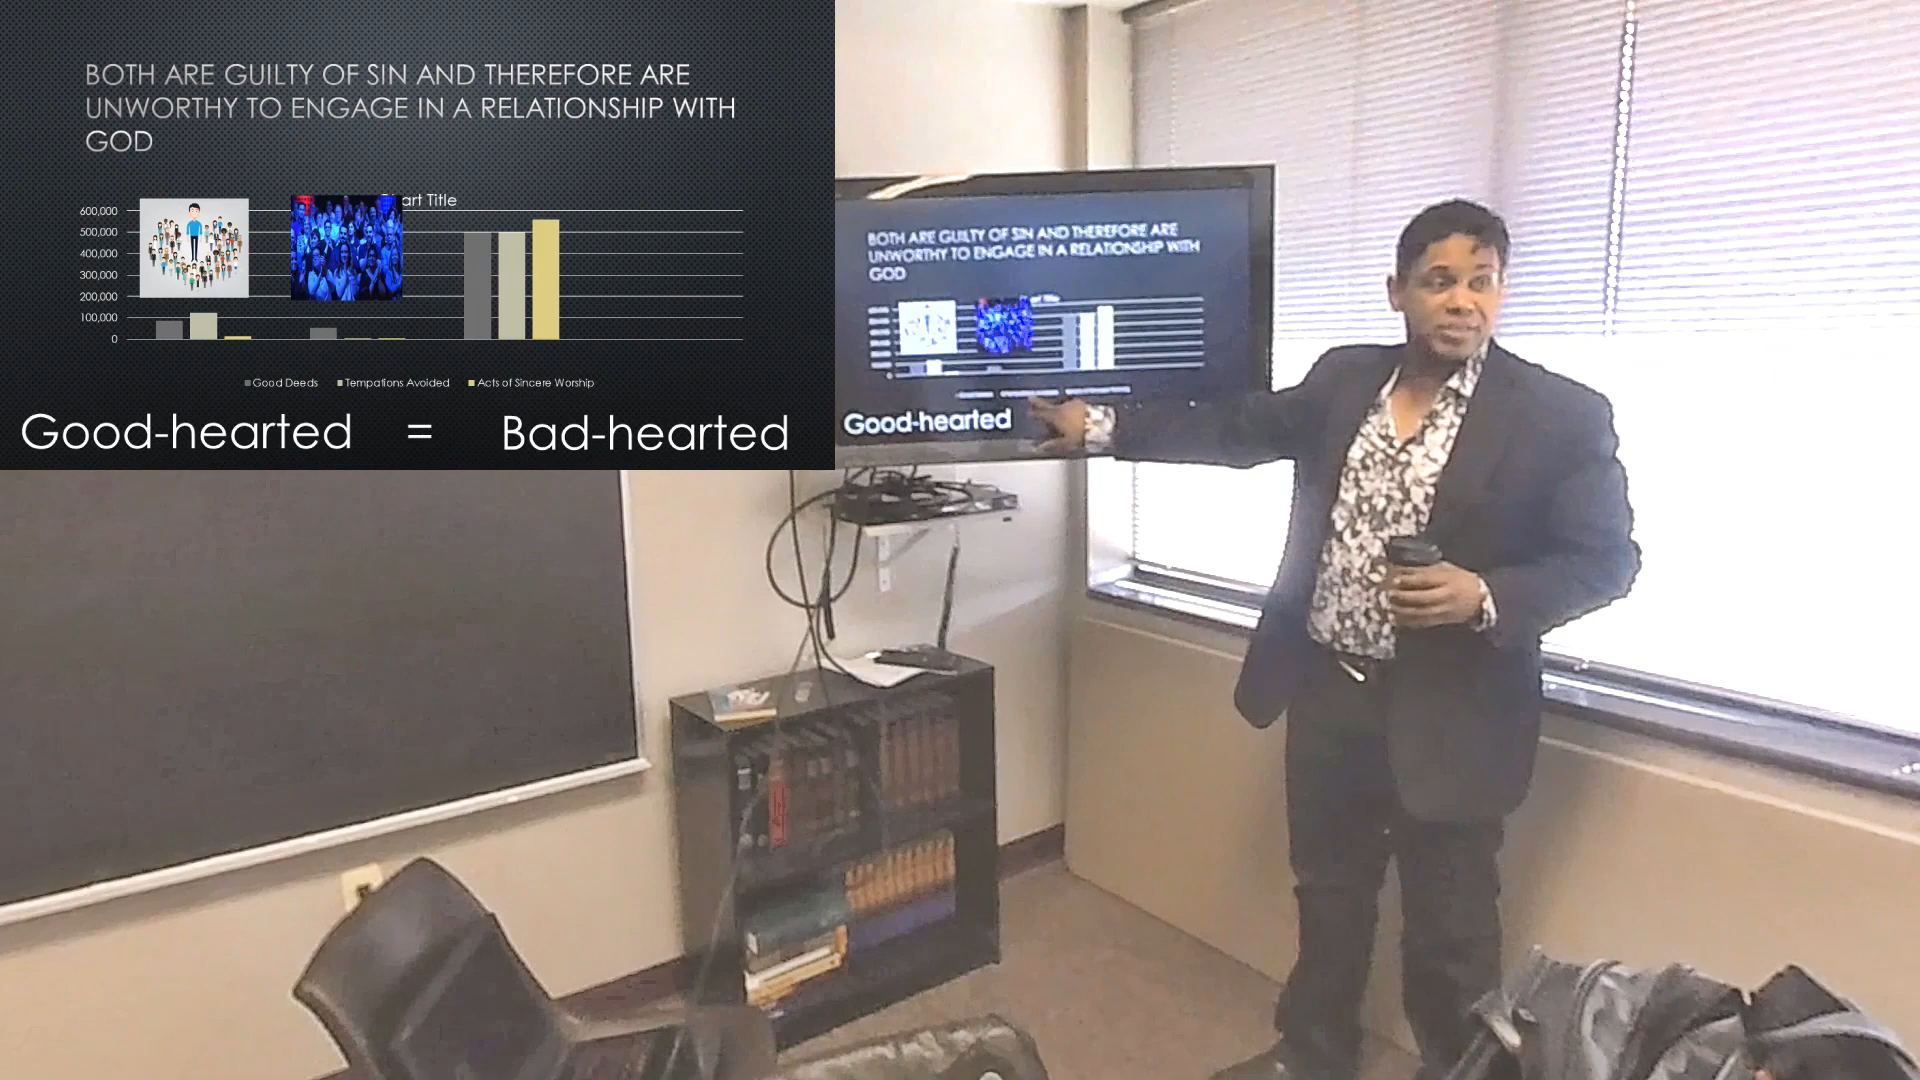 BOTH ARE GUILTY OF SIN AND THEREFORE ARE
UNWORTHY TO ENGAGE IN A RELATIONSHIP WITH
GOD
art Title
600,000
500,000
400,000
300,000
200,000
100,000
0
Good Deeds Tempations Avoided Acts of Sincere Worship
Good-hearted = Bad-hearted
BOTH ARE GUILTY OF SIN AND THEREFORE ARE
UNWORTHY TO ENGAGE IN A RELATIONSHIP WITH
GOD
Good-hearted